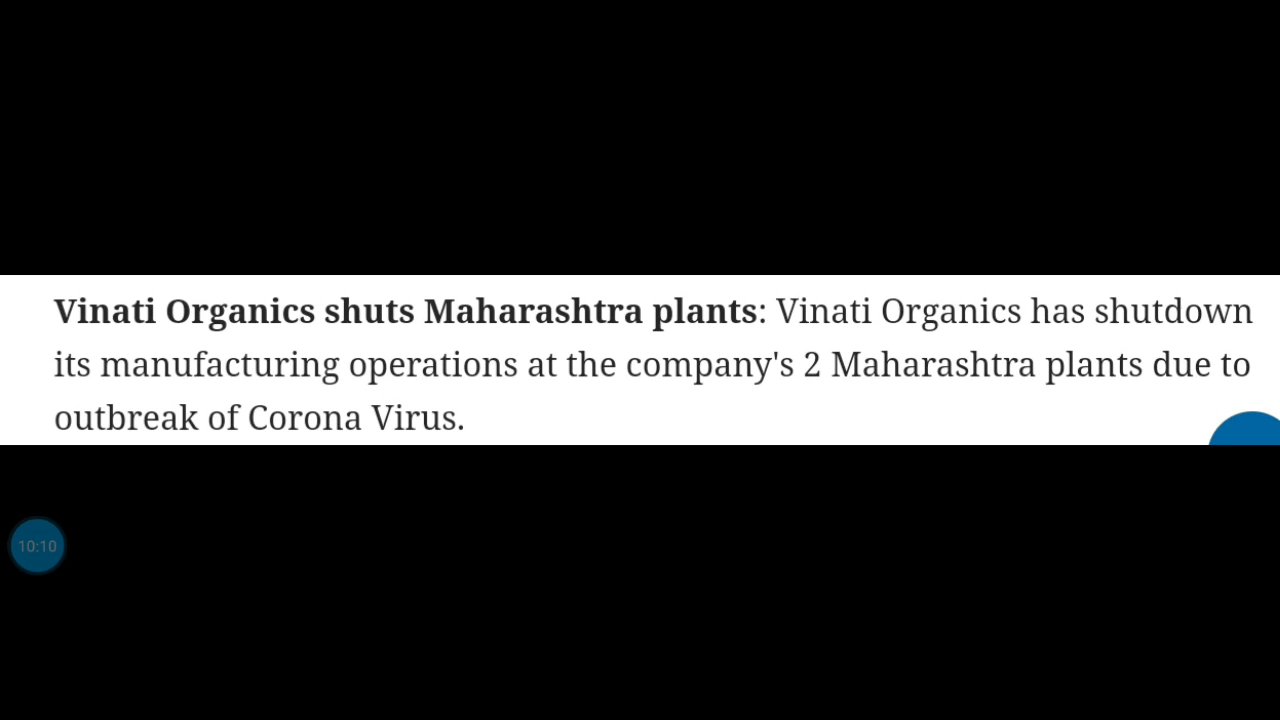 Vinati Organics shuts Maharashtra plants: Vinati Organics has shutdown
its manufacturing operations at the company's 2 Maharashtra plants due to
outbreak of Corona Virus.
10:10